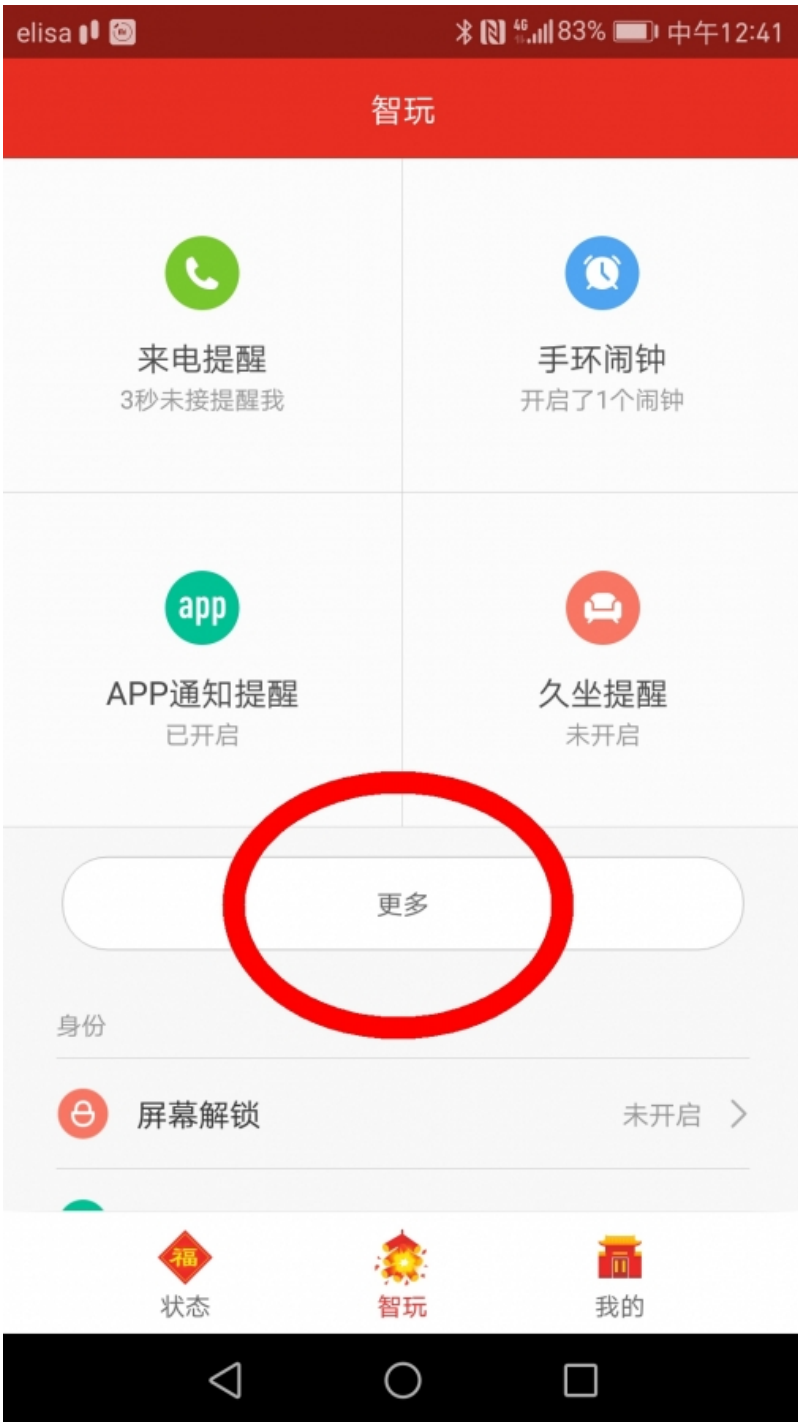 elisa 4G 83% 中午12:41
智玩
来电提醒
3秒未接提醒我
手环闹钟
开启了1个闹钟
app
APP通知提醒
已开启
久坐提醒
未开启
更多
身份
屏幕解锁 未开启
福
状态 智玩 我的